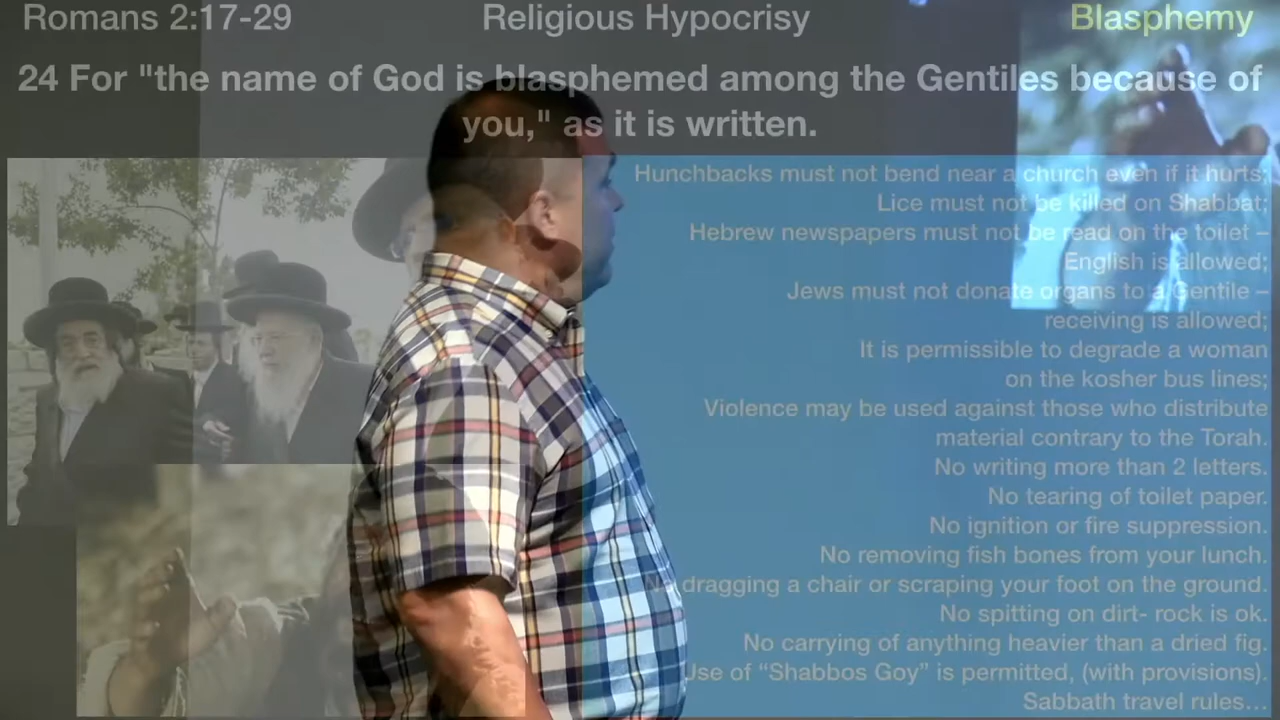 Romans 2:17-29 Religious Hypocrisy Blasphemy
24 For "the name of God is blasphemed among the Gentiles because of
you," as it is written.
Hunchbacks must not bend near a church even if it hurts;
Lice must not be killed on Shabbat;
Hebrew newspapers must not be read on the toilet –
English is allowed;
Jews must not donate organs to a Gentile –
receiving is allowed;
It is permissible to degrade a woman
on the kosher bus lines;
Violence may be used against those who distribute
material contrary to the Torah.
No writing more than 2 letters.
No tearing of toilet paper.
No ignition or fire suppression.
No removing fish bones from your lunch.
No dragging a chair or scraping your foot on the ground.
No spitting on dirt- rock is ok.
No carrying of anything heavier than a dried fig.
Use of “Shabbos Goy” is permitted, (with provisions).
Sabbath travel rules…